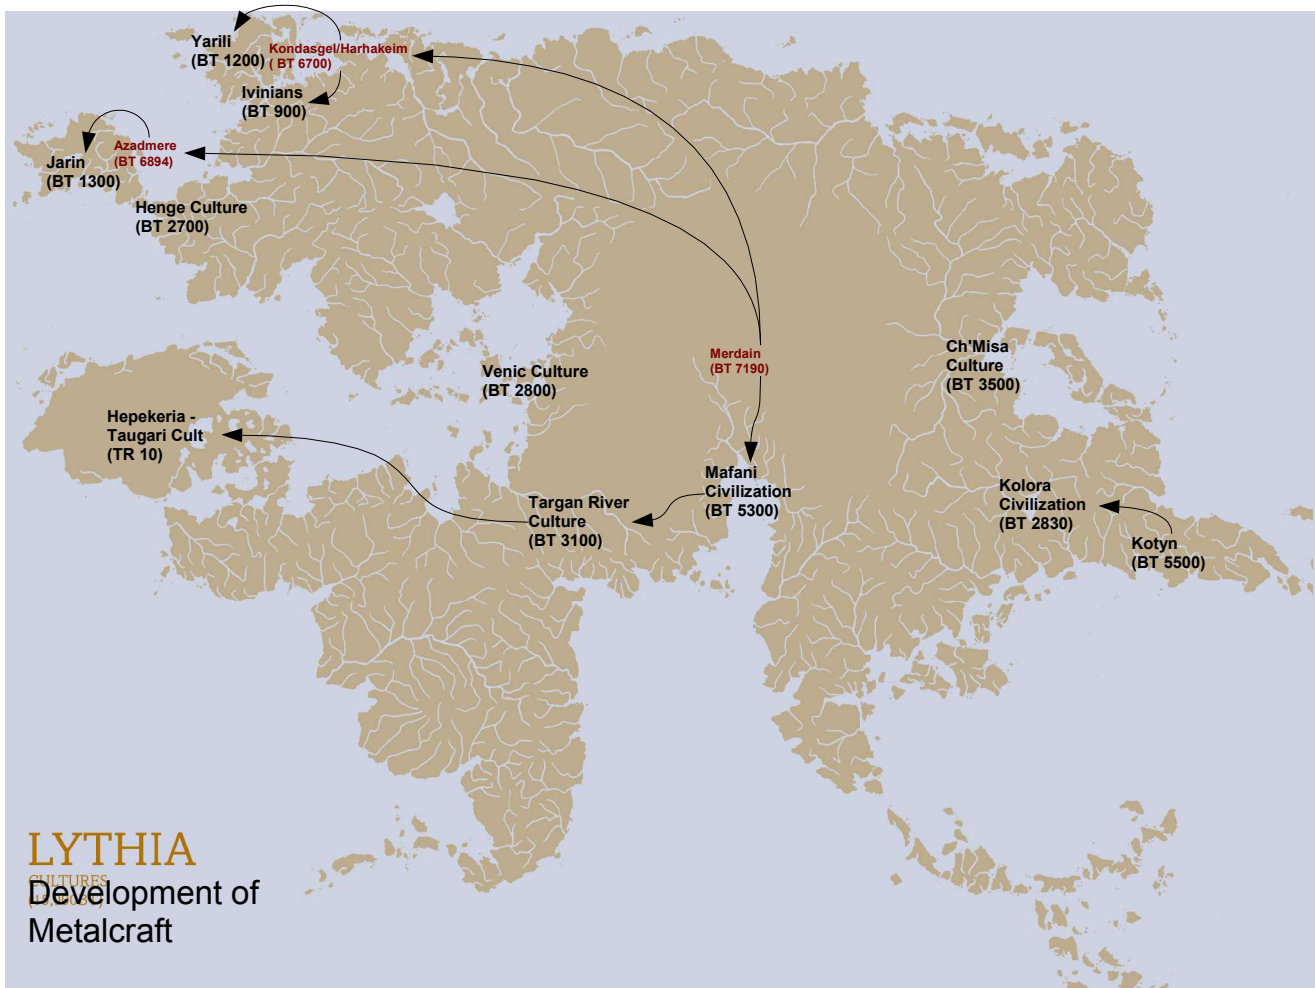 Yarili
(BT 1200)
Kondasgel/Harhakeim
( BT 6700)
Ivinians
(BT 900)
Azadmere
(BT 6894)
Jarin
(BT 1300)
Henge Culture
(BT 2700)
Venic Culture
(BT 2800)
Merdain
(BT 7190)
Ch'Misa
Culture
(BT 3500)
Hepekeria -
Taugari Cult
(TR 10)
Mafani
Civilization
(BT 5300)
Targan River
Culture
(BT 3100)
Kolora
Civilization
(BT 2830)
Kotyn
(BT 5500)
LYTHIA
CULTURES
Development of
Metalcraft